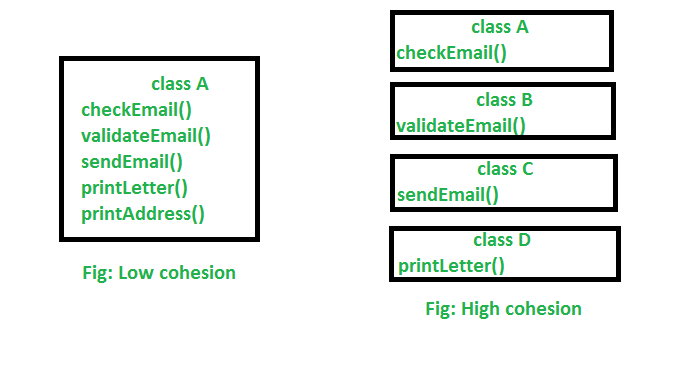 class A
checkEmail()
validateEmail()
sendEmail()
printLetter()
printAddress()
Fig: Low cohesion
class A
checkEmail()
class B
validateEmail()
class C
sendEmail()
class D
printLetter()
Fig: High cohesion